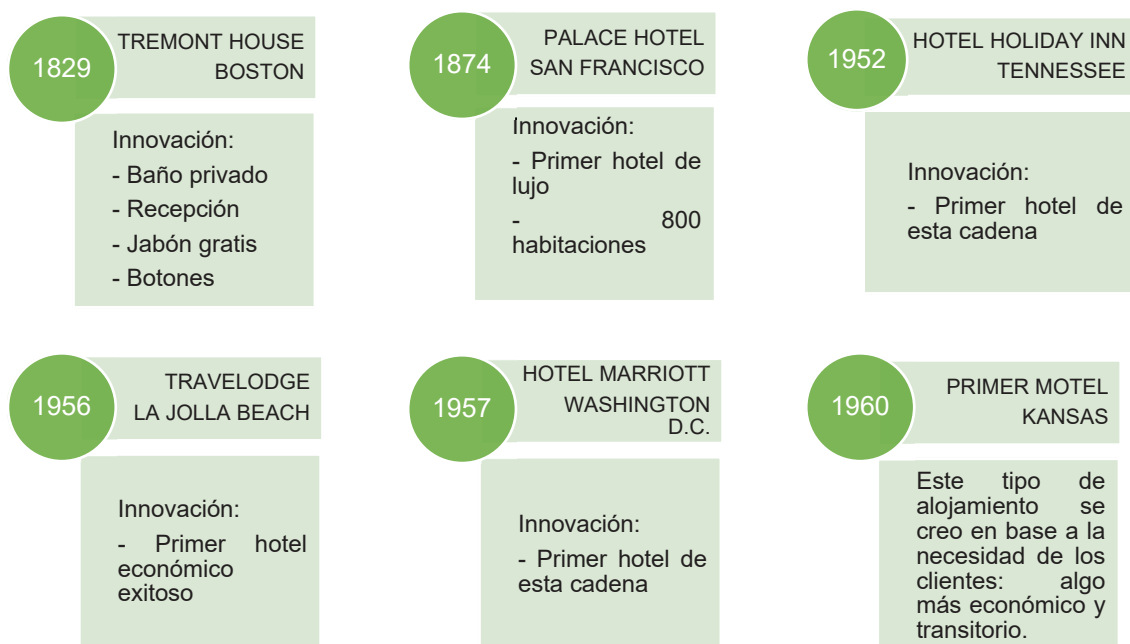 1829
TREMONT HOUSE
BOSTON
Innovación:
- Baño privado
- Recepción
- Jabón gratis
- Botones
1874
PALACE HOTEL
SAN FRANCISCO
Innovación:
- Primer hotel de
lujo
- 800
habitaciones
1952
HOTEL HOLIDAY INN
TENNESSEE
Innovación:
- Primer hotel de
esta cadena
1956
TRAVELODGE
LA JOLLA BEACH
Innovación:
- Primer hotel
económico
exitoso
1957
HOTEL MARRIOTT
WASHINGTON
D.C.
Innovación:
- Primer hotel de
esta cadena
1960
PRIMER MOTEL
KANSAS
Este tipo de
alojamiento se
creo en base a la
necesidad de los
clientes: algo
más económico y
transitorio.